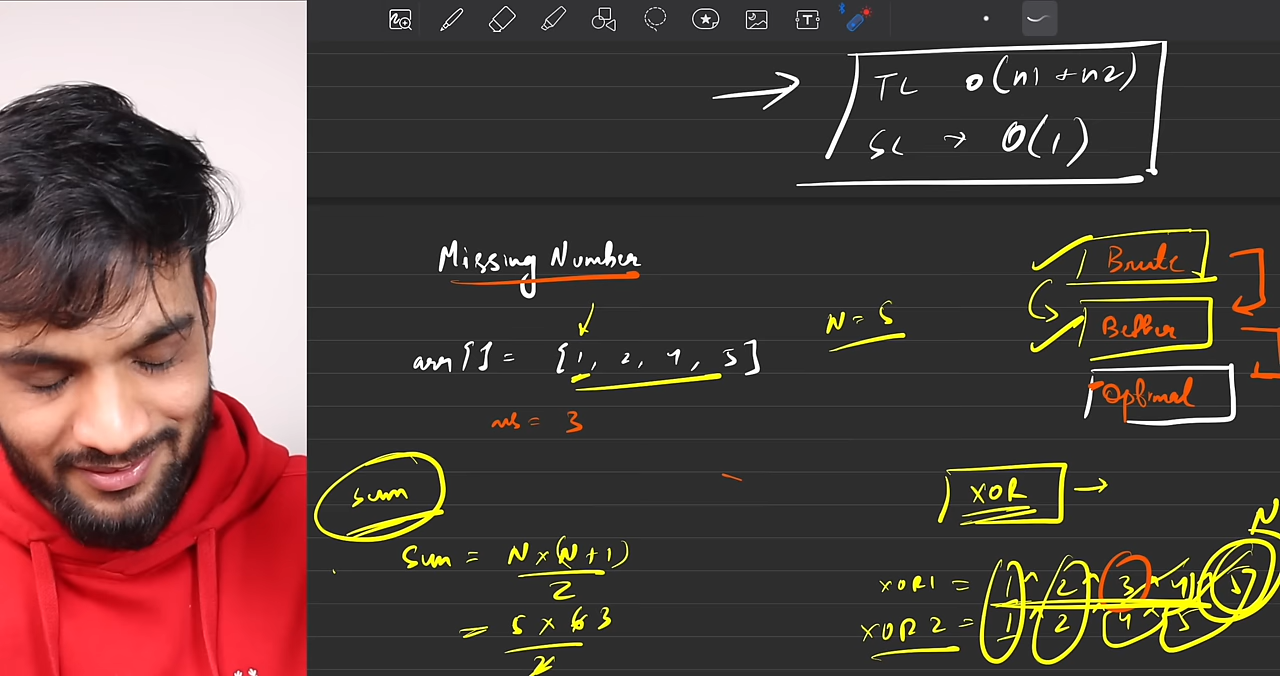 TC O(n1+n2)
SC → O(1)
Missing Number
Brute
N = 5
Better
arr[] = [1, 2, 4, 5]
Optimal
ans = 3
sum
XOR →
N
Sum = N×(N+1)
2
= 5 × 6 3
2
XOR1 = 1^2^3^4^5
XOR2 = 1^2^4^5